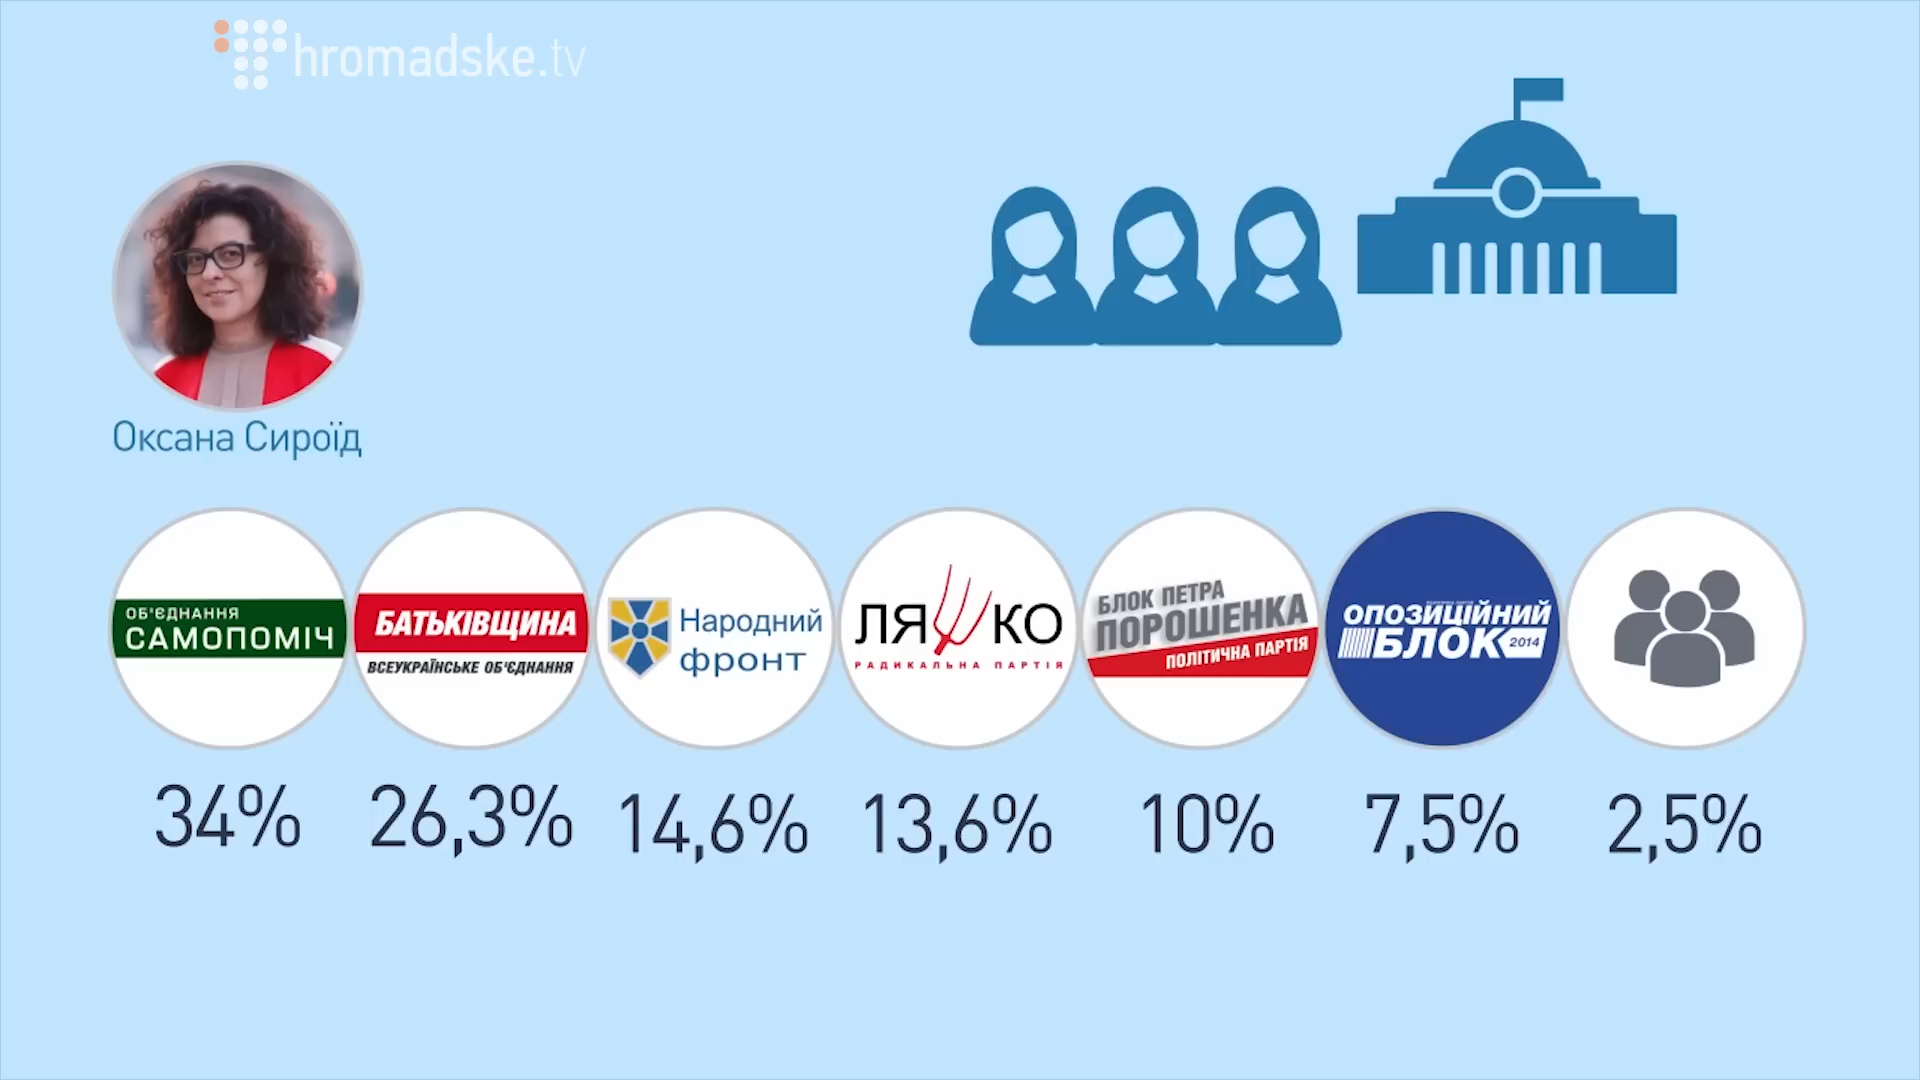 hromadske.tv
Оксана Сироїд
ОБ'ЄДНАННЯ
САМОПОМІЧ
БАТЬКІВЩИНА
ВСЕУКРАЇНСЬКЕ ОБ'ЄДНАННЯ
Народний
фронт
ЛЯШКО
РАДИКАЛЬНА ПАРТІЯ
БЛОК ПЕТРА
ПОРОШЕНКА
ПОЛІТИЧНА ПАРТІЯ
ОПОЗИЦІЙНИЙ
БЛОК 2014
34%
26,3%
14,6%
13,6%
10%
7,5%
2,5%